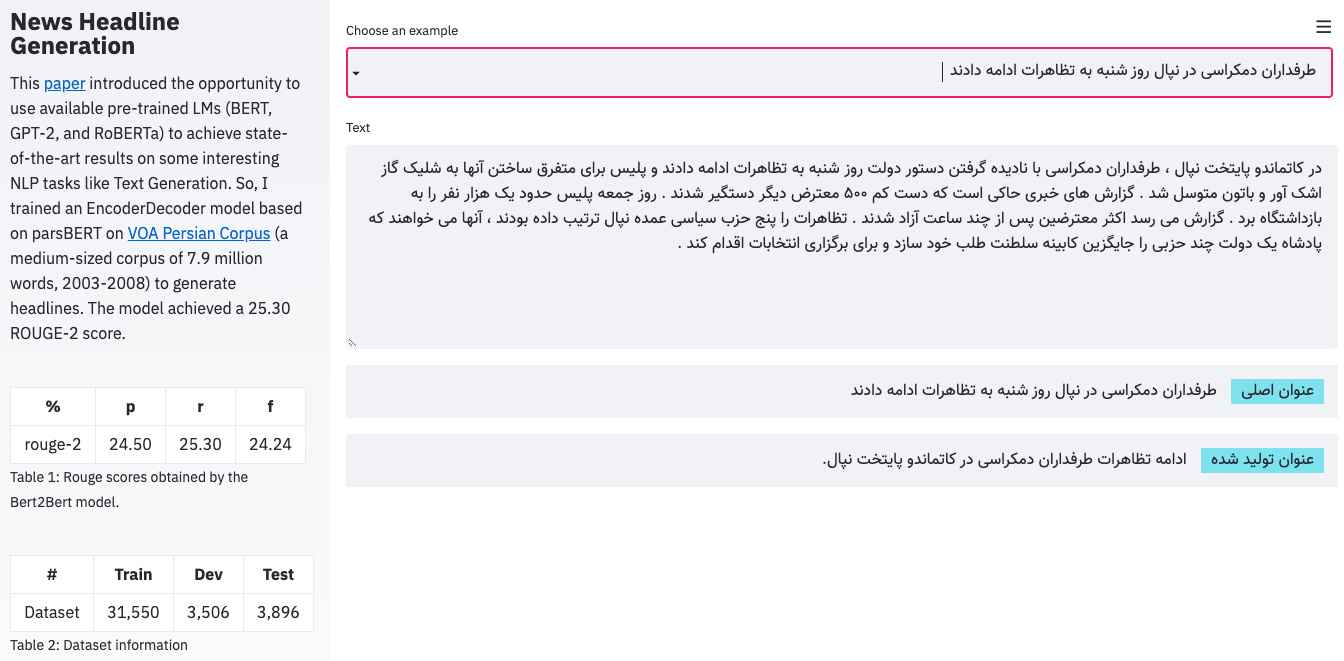 News Headline
Generation
This paper introduced the opportunity to
use available pre-trained LMs (BERT,
GPT-2, and RoBERTa) to achieve state-
of-the-art results on some interesting
NLP tasks like Text Generation. So, I
trained an EncoderDecoder model based
on parsBERT on VOA Persian Corpus (a
medium-sized corpus of 7.9 million
words, 2003-2008) to generate
headlines. The model achieved a 25.30
ROUGE-2 score.
% p r f
rouge-2 24.50 25.30 24.24
Table 1: Rouge scores obtained by the
Bert2Bert model.
# Train Dev Test
Dataset 31,550 3,506 3,896
Table 2: Dataset information
Choose an example
طرفداران دمکراسی در نپال روز شنبه به تظاهرات ادامه دادند
Text
در کاتماندو پایتخت نپال ، طرفداران دمکراسی با نادیده گرفتن دستور دولت روز شنبه به تظاهرات ادامه دادند و پلیس برای متفرق ساختن آنها به شلیک گاز
اشک آور و باتون متوسل شد . گزارش های خبری حاکی است که دست کم ۵۰۰ معترض دیگر دستگیر شدند . روز جمعه پلیس حدود یک هزار نفر را به
بازداشتگاه برد . گزارش می رسد اکثر معترضین پس از چند ساعت آزاد شدند . تظاهرات را پنج حزب سیاسی عمده نپال ترتیب داده بودند ، آنها می خواهند که
پادشاه یک دولت چند حزبی را جایگزین کابینه سلطنت طلب خود سازد و برای برگزاری انتخابات اقدام کند .
عنوان اصلی طرفداران دمکراسی در نپال روز شنبه به تظاهرات ادامه دادند
عنوان تولید شده ادامه تظاهرات طرفداران دمکراسی در کاتماندو پایتخت نپال.